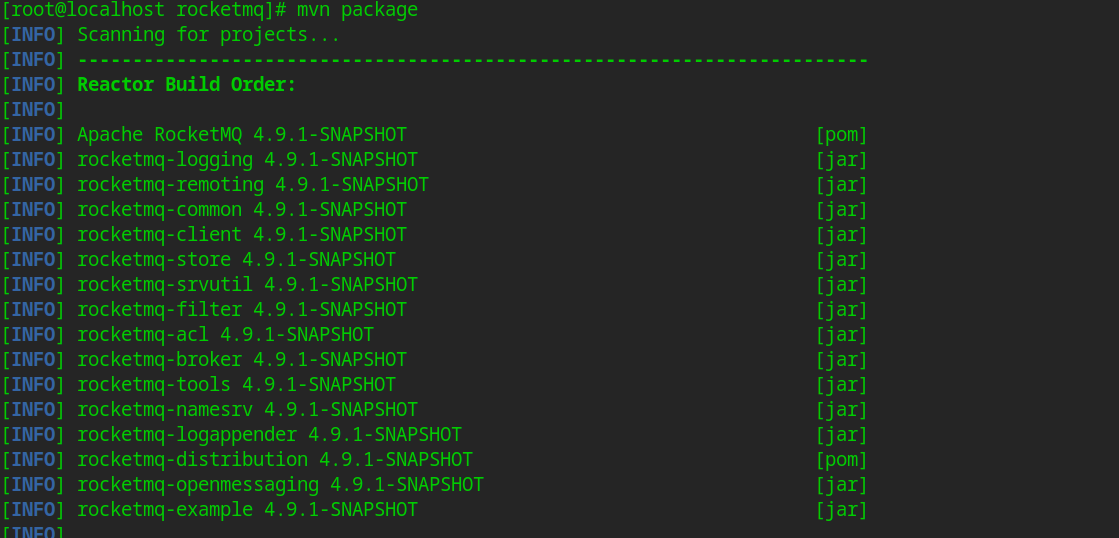 [root@localhost rocketmq]# mvn package
[INFO] Scanning for projects...
[INFO] ------------------------------------------------------------------------
[INFO] Reactor Build Order:
[INFO]
[INFO] Apache RocketMQ 4.9.1-SNAPSHOT [pom]
[INFO] rocketmq-logging 4.9.1-SNAPSHOT [jar]
[INFO] rocketmq-remoting 4.9.1-SNAPSHOT [jar]
[INFO] rocketmq-common 4.9.1-SNAPSHOT [jar]
[INFO] rocketmq-client 4.9.1-SNAPSHOT [jar]
[INFO] rocketmq-store 4.9.1-SNAPSHOT [jar]
[INFO] rocketmq-srvutil 4.9.1-SNAPSHOT [jar]
[INFO] rocketmq-filter 4.9.1-SNAPSHOT [jar]
[INFO] rocketmq-acl 4.9.1-SNAPSHOT [jar]
[INFO] rocketmq-broker 4.9.1-SNAPSHOT [jar]
[INFO] rocketmq-tools 4.9.1-SNAPSHOT [jar]
[INFO] rocketmq-namesrv 4.9.1-SNAPSHOT [jar]
[INFO] rocketmq-logappender 4.9.1-SNAPSHOT [jar]
[INFO] rocketmq-distribution 4.9.1-SNAPSHOT [pom]
[INFO] rocketmq-openmessaging 4.9.1-SNAPSHOT [jar]
[INFO] rocketmq-example 4.9.1-SNAPSHOT [jar]
[INFO]